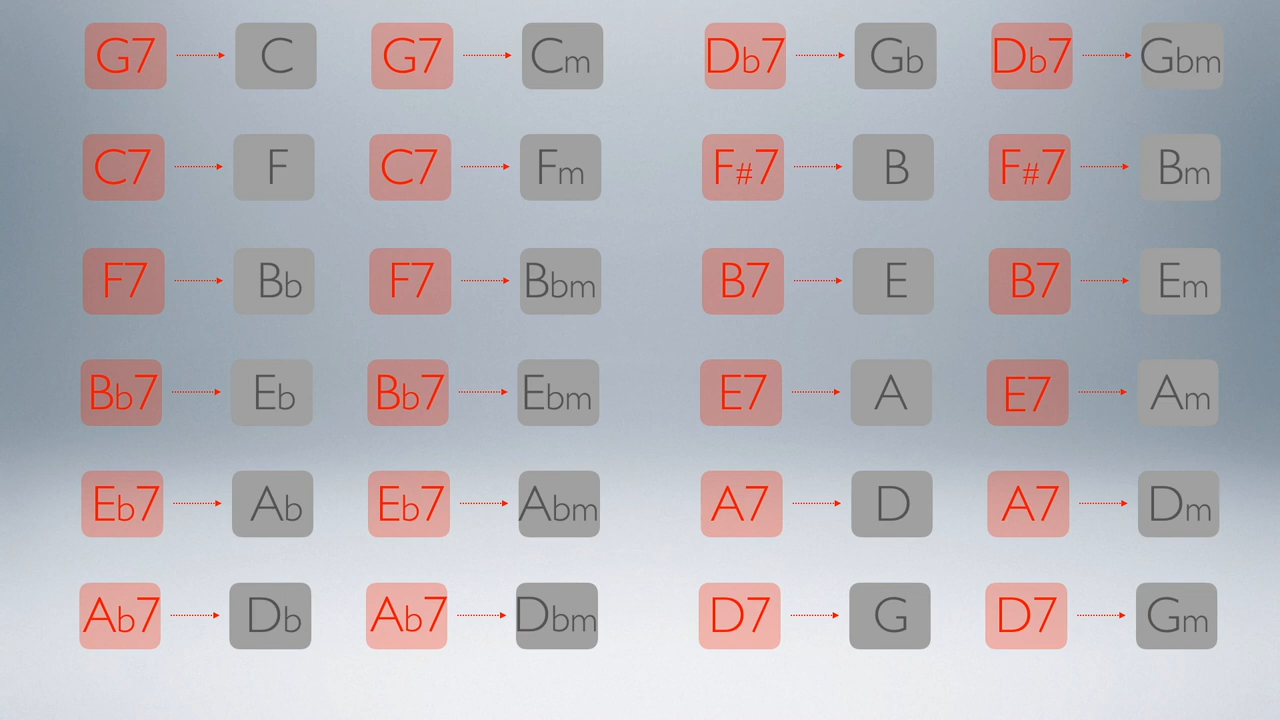 G7 C G7 Cm Db7 Gb Db7 Gbm
C7 F C7 Fm F#7 B F#7 Bm
F7 Bb F7 Bbm B7 E B7 Em
Bb7 Eb Bb7 Ebm E7 A E7 Am
Eb7 Ab Eb7 Abm A7 D A7 Dm
Ab7 Db Ab7 Dbm D7 G D7 Gm